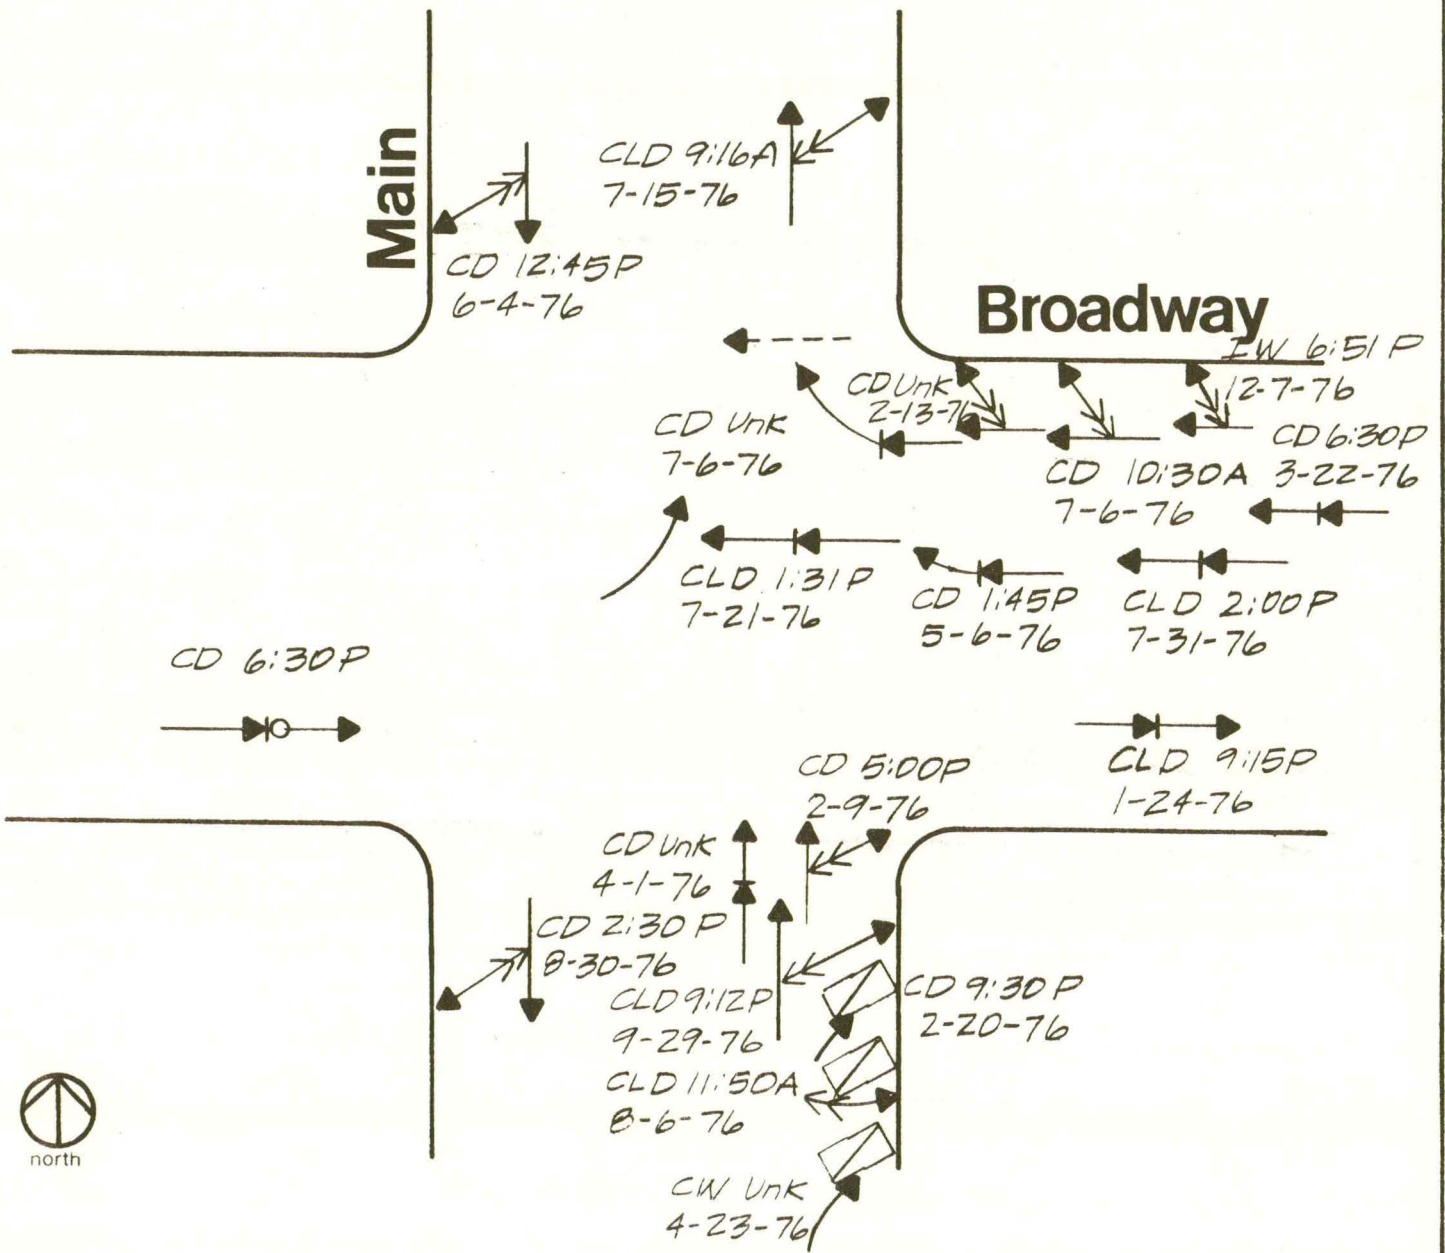 Main
CLD 9:16A
7-15-76
CD 12:45P
6-4-76
Broadway
IW 6:51 P
12-7-76
CD Unk
2-13-76
CD Unk
7-6-76
CD 6:30P
3-22-76
CD 10:30A
7-6-76
CLD 1:31P
7-21-76
CD 1:45P
5-6-76
CLD 2:00P
7-31-76
CD 6:30P
CD 5:00P
2-9-76
CLD 9:15P
1-24-76
CD Unk
4-1-76
CD 2:30P
8-30-76
CLD 9:12P
9-29-76
CD 9:30P
2-20-76
CLD 11:50A
8-6-76
CW Unk
4-23-76
north